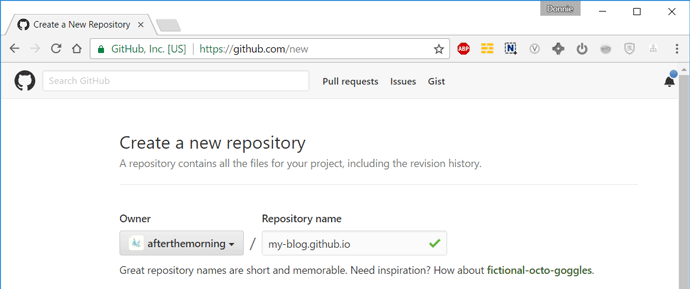 Donnie
Create a New Repository
GitHub, Inc. [US] | https://github.com/new
ABP N V
Search GitHub Pull requests Issues Gist
Create a new repository
A repository contains all the files for your project, including the revision history.
Owner Repository name
afterthemorning / my-blog.github.io
Great repository names are short and memorable. Need inspiration? How about fictional-octo-goggles.